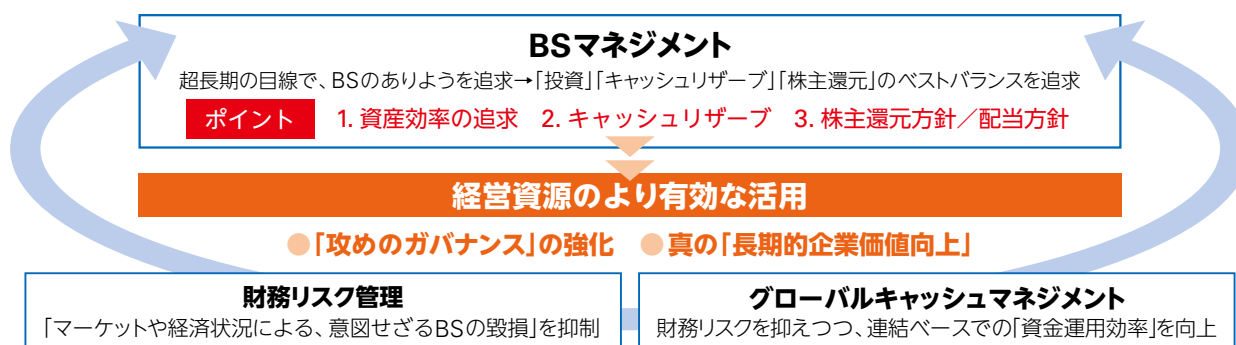 BSマネジメント
超長期の目線で、BSのありようを追求→「投資」「キャッシュリザーブ」「株主還元」のベストバランスを追求
ポイント 1. 資産効率の追求 2. キャッシュリザーブ 3. 株主還元方針／配当方針
経営資源のより有効な活用
●「攻めのガバナンス」の強化 ●真の「長期的企業価値向上」
財務リスク管理
「マーケットや経済状況による、意図せざるBSの毀損」を抑制
グローバルキャッシュマネジメント
財務リスクを抑えつつ、連結ベースでの「資金運用効率」を向上